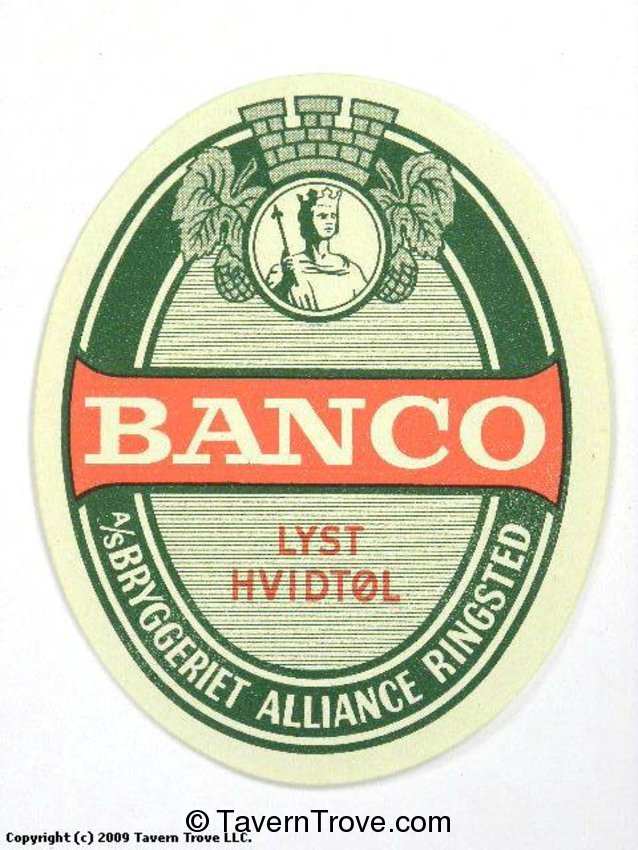 BANCO
LYST
HVIDTØL
A/S BRYGGERIET ALLIANCE RINGSTED
© TavernTrove.com
Copyright (c) 2009 Tavern Trove LLC.